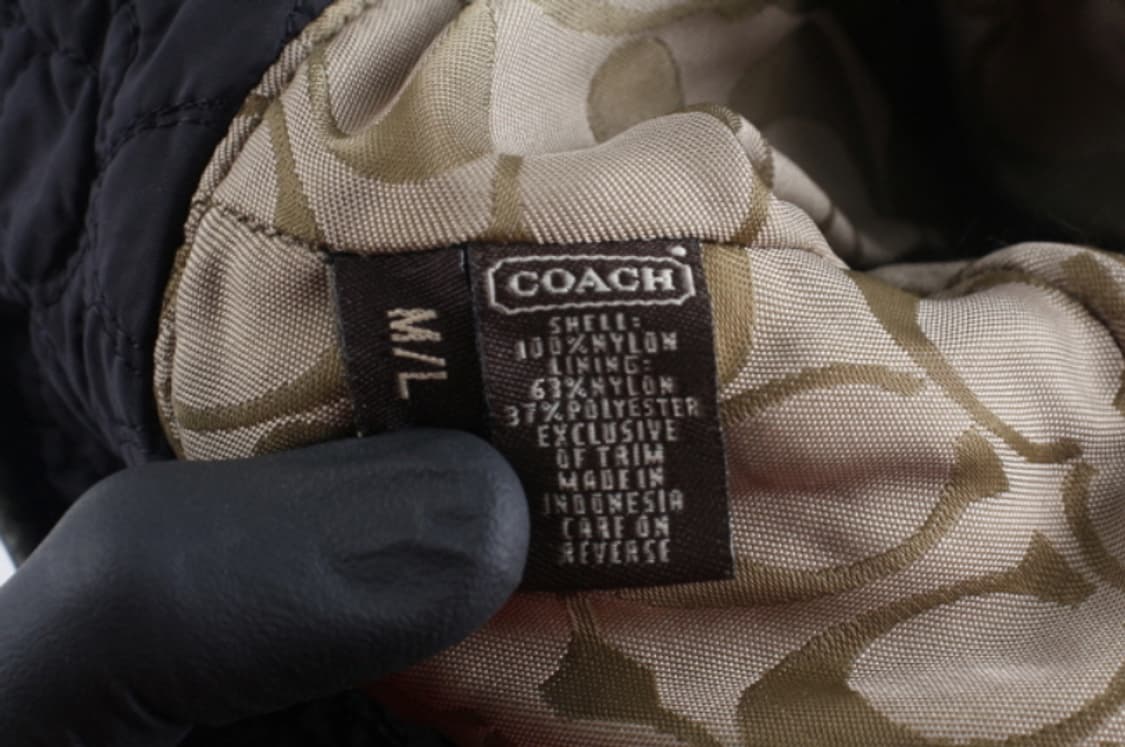 M/L
COACH
SHELL:
100% NYLON
LINING:
63% NYLON
37% POLYESTER
EXCLUSIVE
OF TRIM
MADE IN
INDONESIA
CARE ON
REVERSE